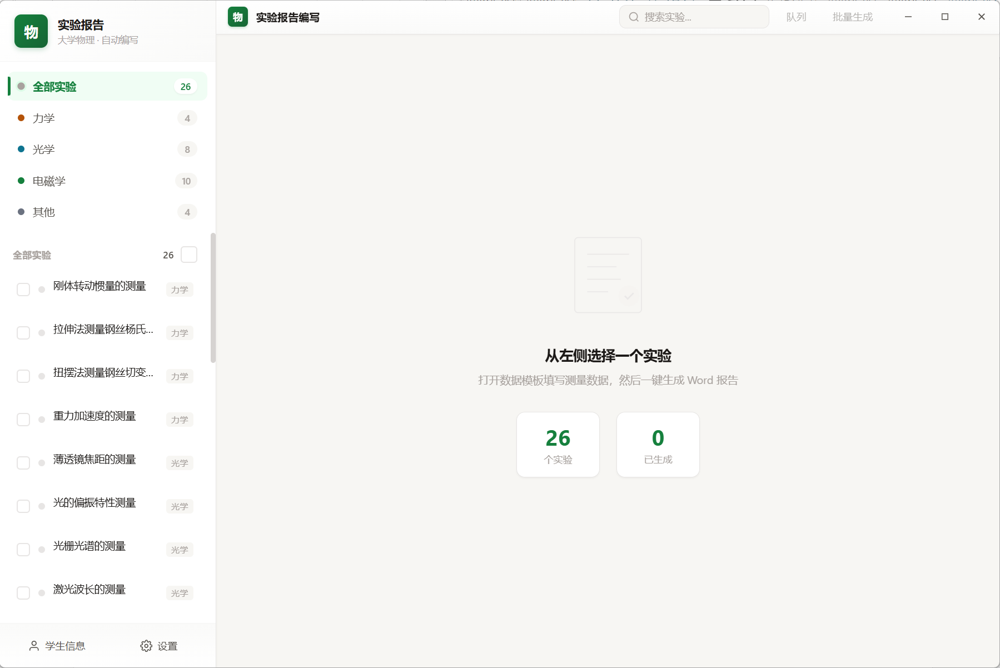 物
实验报告
大学物理 · 自动编写
全部实验 26
力学 4
光学 8
电磁学 10
其他 4
全部实验 26
刚体转动惯量的测量 力学
拉伸法测量钢丝杨氏... 力学
扭摆法测量钢丝切变... 力学
重力加速度的测量 力学
薄透镜焦距的测量 光学
光的偏振特性测量 光学
光栅光谱的测量 光学
激光波长的测量 光学
学生信息 设置
物 实验报告编写
搜索实验... 队列 批量生成
从左侧选择一个实验
打开数据模板填写测量数据，然后一键生成 Word 报告
26
个实验
0
已生成